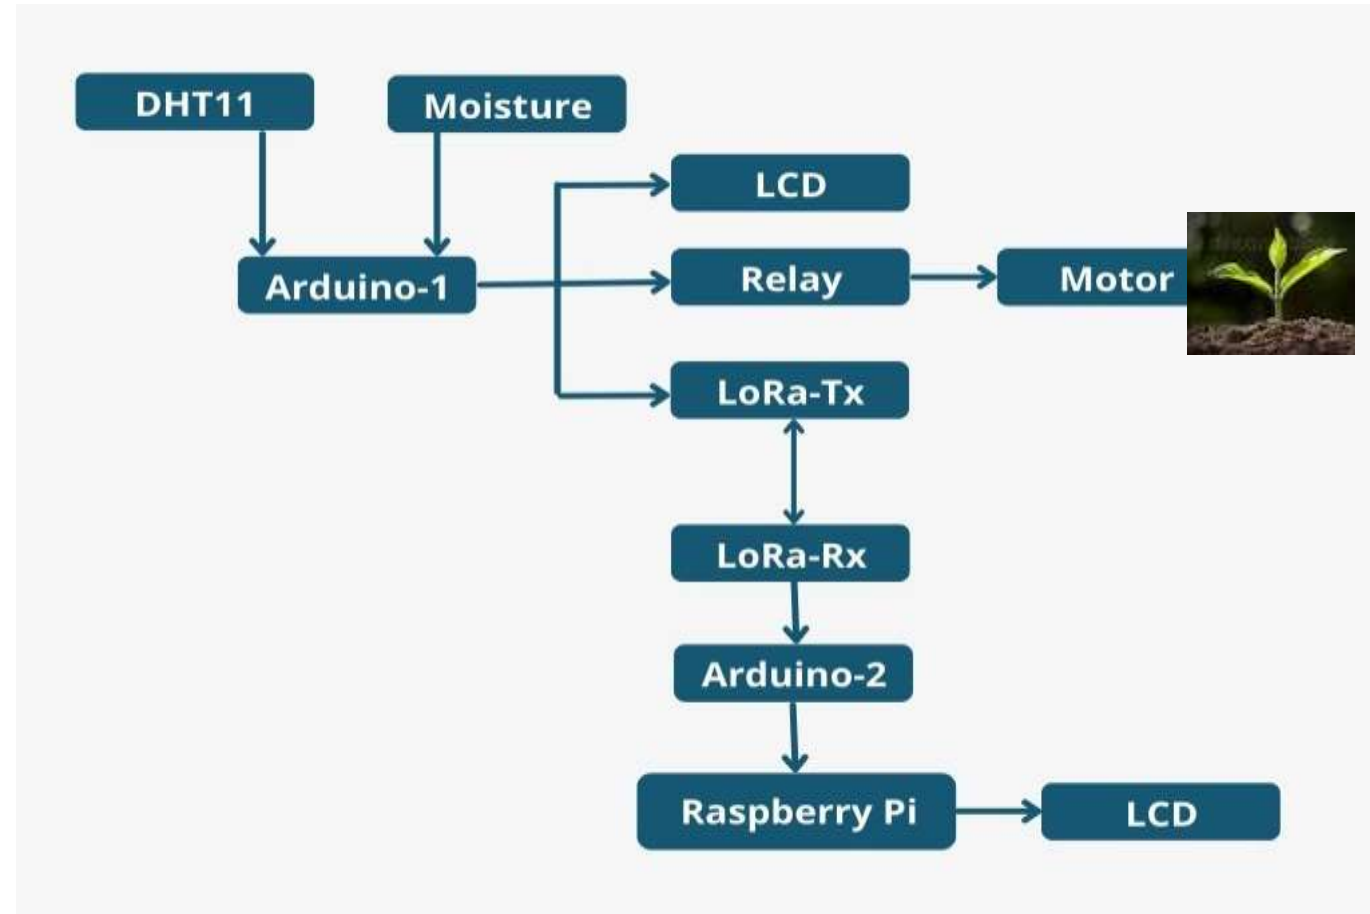 DHT11
Moisture
LCD
Arduino-1
Relay
Motor
LoRa-Tx
LoRa-Rx
Arduino-2
Raspberry Pi
LCD